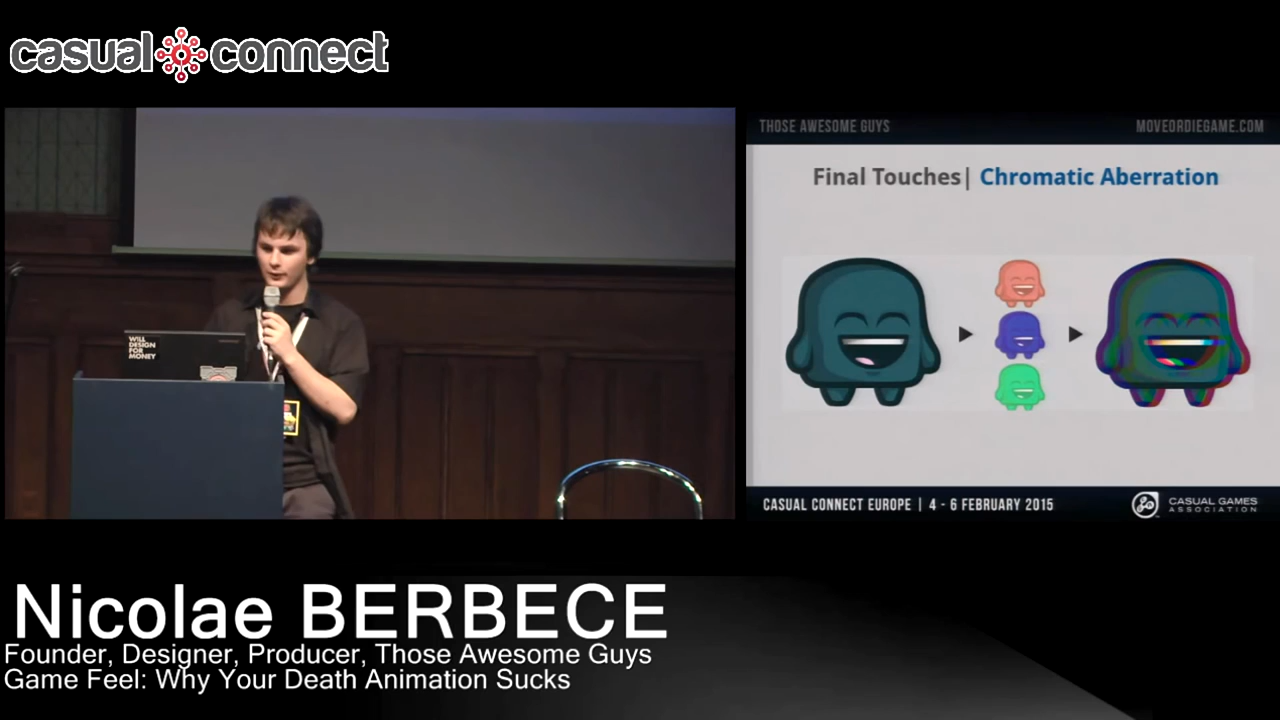 casual connect
THOSE AWESOME GUYS
MOVEORDIEGAME.COM
Final Touches| Chromatic Aberration
WILL
DESIGN
FOR
MONEY
CASUAL CONNECT EUROPE | 4 - 6 FEBRUARY 2015
CASUAL GAMES
ASSOCIATION
Nicolae BERBECE
Founder, Designer, Producer, Those Awesome Guys
Game Feel: Why Your Death Animation Sucks